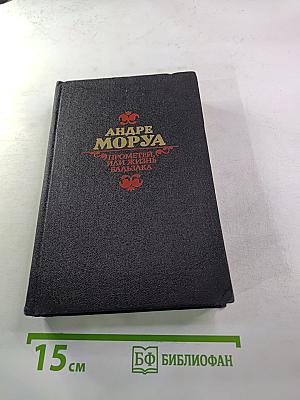 АНДРЕ
МОРУА
ПРОМЕТЕЙ,
ИЛИ ЖИЗНЬ
БАЛЬЗАКА
15 см
БФ БИБЛИОФАН